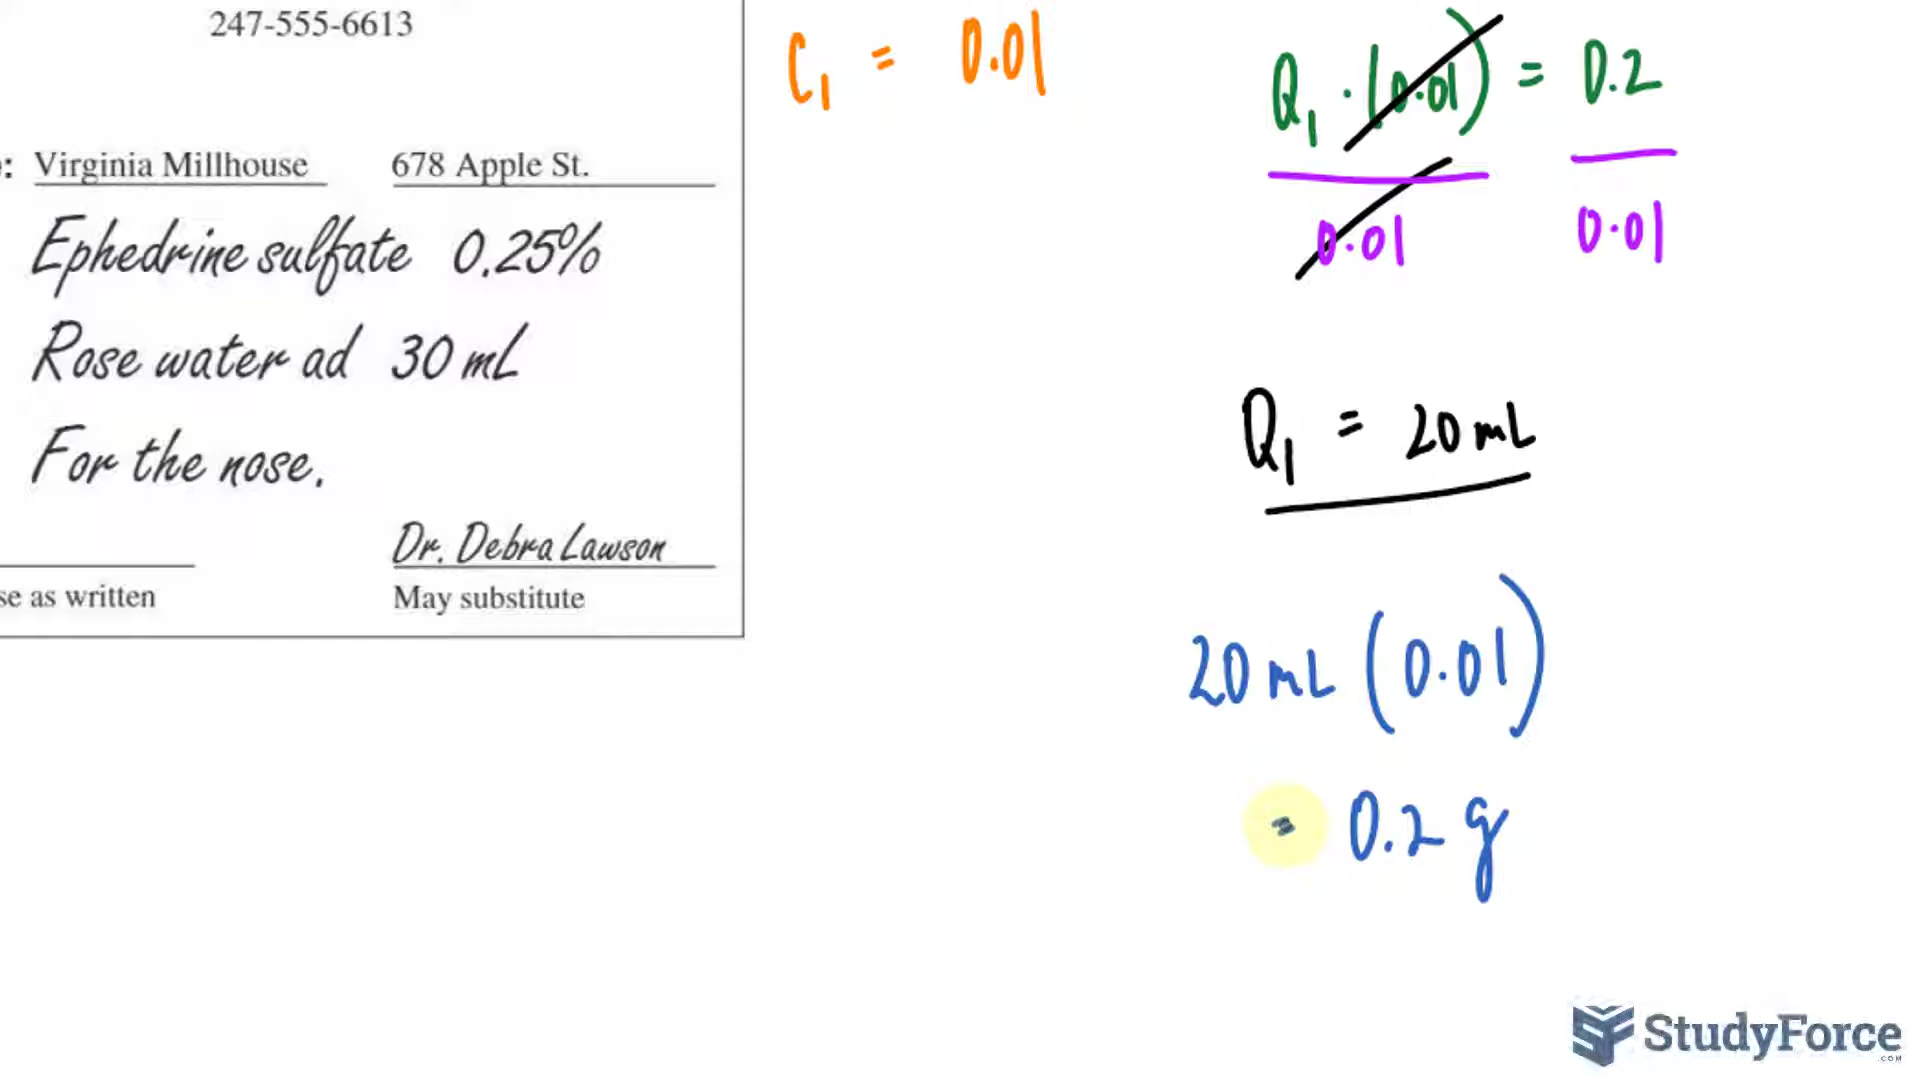 247-555-6613
: Virginia Millhouse 678 Apple St.
Ephedrine sulfate 0.25%
Rose water ad 30 mL
For the nose.
Dr. Debra Lawson
se as written May substitute
C₁ = 0.01
Q₁ · (0.01) = 0.2
0.01 0.01
Q₁ = 20 mL
20 mL (0.01)
= 0.2 g
StudyForce
.COM